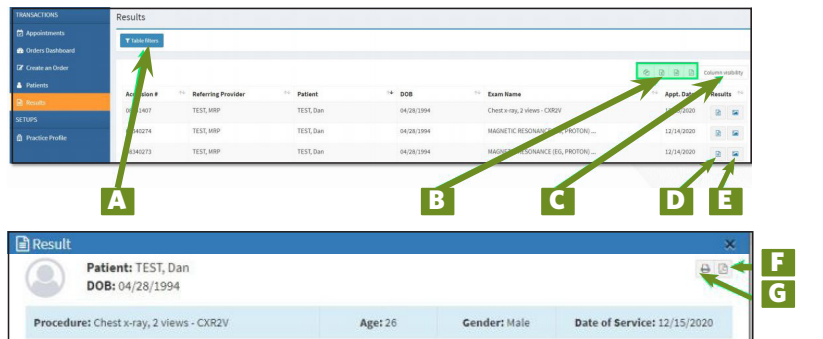 TRANSACTIONS
Results
Appointments
Table filters
Orders Dashboard
Create an Order
Column visibility
Patients
Accession # Referring Provider Patient DOB Exam Name Appt. Date Results
Results
TEST, MRP TEST, Dan 04/28/1994 Chest x-ray, 2 views - CXR2V
SETUPS
TEST, MRP TEST, Dan 04/28/1994 MAGNETIC RESONANCE (EG, PROTON) ... 12/14/2020
Practice Profile
TEST, MRP TEST, Dan 04/28/1994 MAGNETIC RESONANCE (EG, PROTON) ... 12/14/2020
A B C D E
Result
Patient: TEST, Dan
F
DOB: 04/28/1994
G
Procedure: Chest x-ray, 2 views - CXR2V Age: 26 Gender: Male Date of Service: 12/15/2020